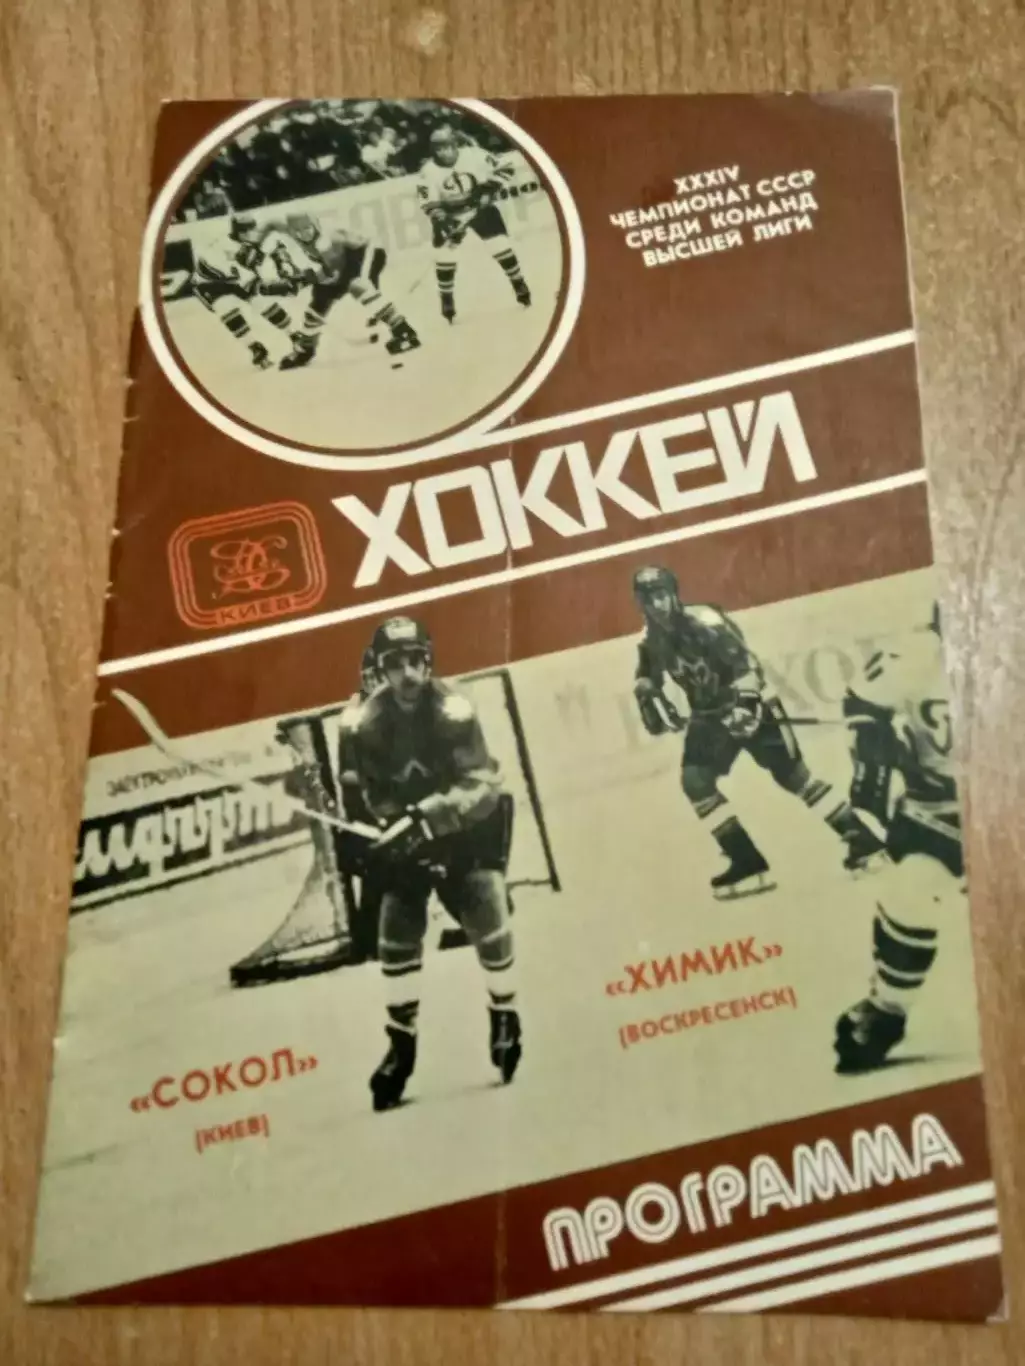 XXXIV
ЧЕМПИОНАТ СССР
СРЕДИ КОМАНД
ВЫСШЕЙ ЛИГИ
ХОККЕЙ
КИЕВ
«ХИМИК»
(ВОСКРЕСЕНСК)
«СОКОЛ»
(КИЕВ)
ПРОГРАММА